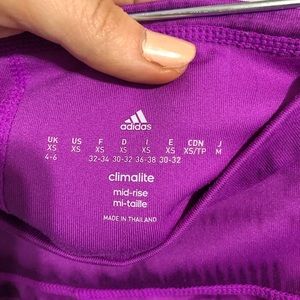 adidas
UK US F D I E CDN J
XS XS XS XS XS XS XS/TP M
4-6 32-34 30-32 36-38 30-32
climalite
mid-rise
mi-taille
MADE IN THAILAND